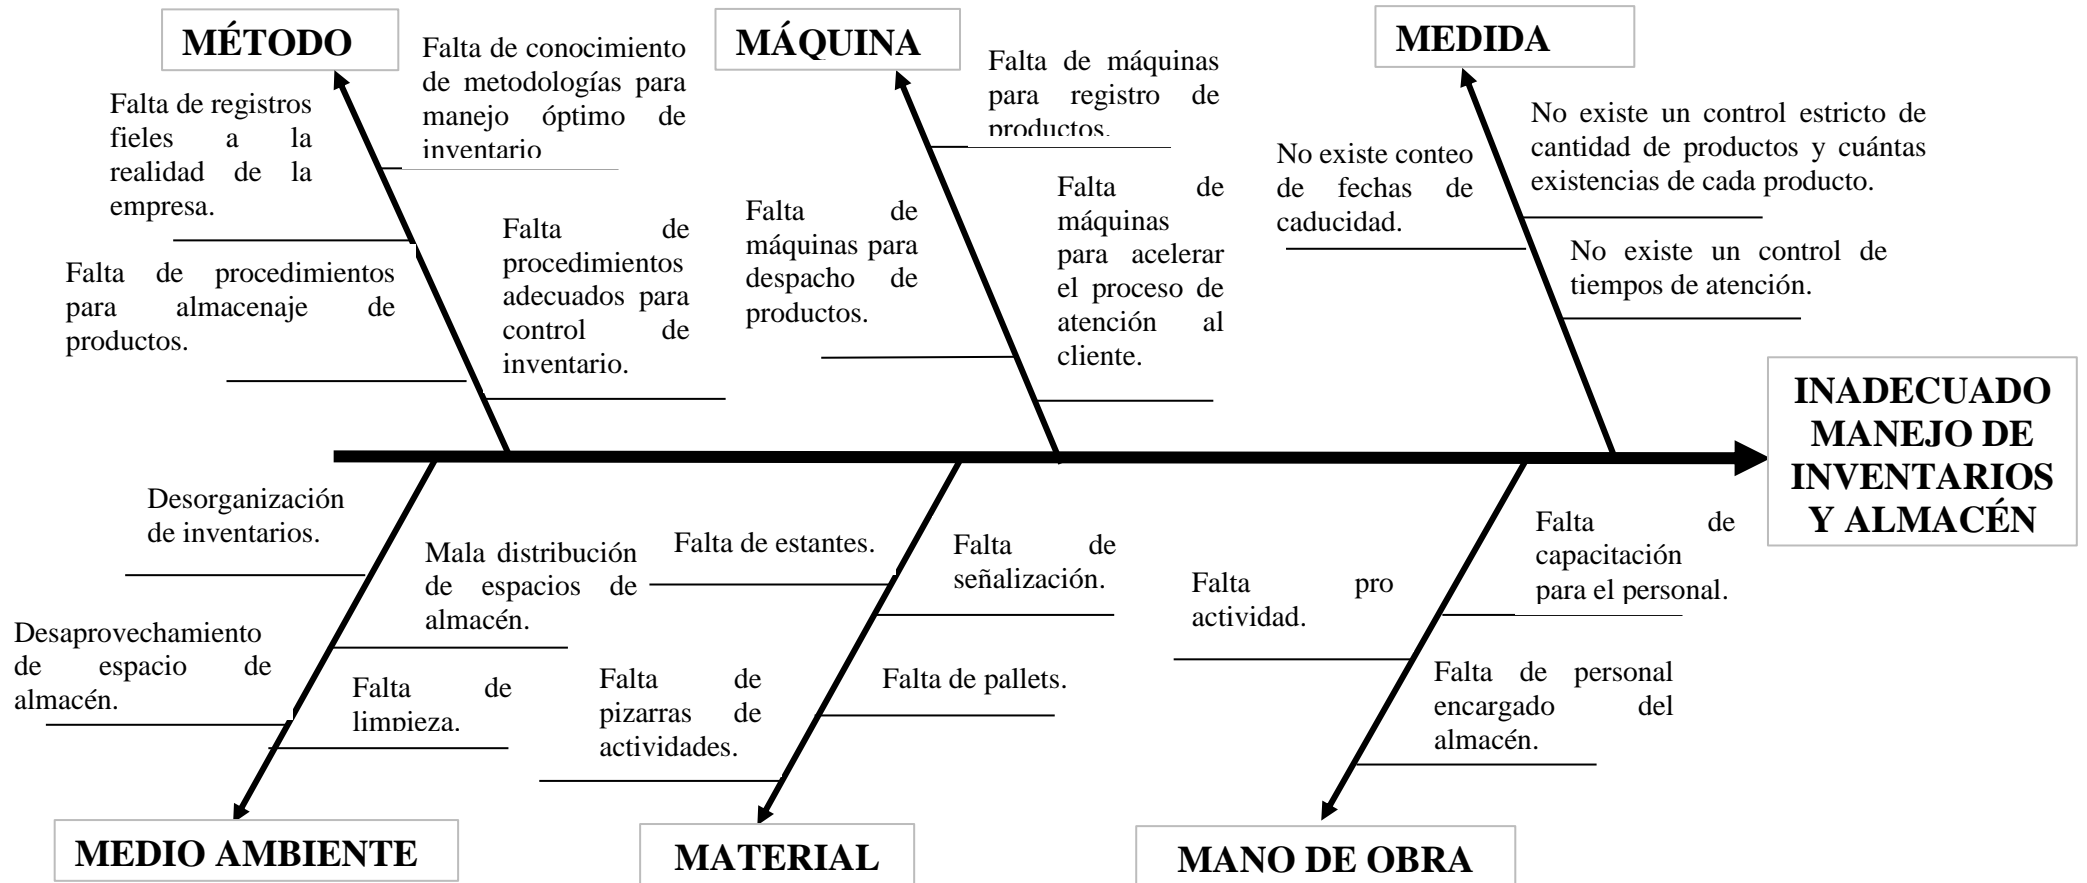 MÉTODO
Falta de conocimiento
de metodologías para
manejo óptimo de
inventario
Falta de registros
fieles a la
realidad de la
empresa.
Falta de procedimientos
para almacenaje de
productos.
Falta de
procedimientos
adecuados para
control de
inventario.
MÁQUINA
Falta de máquinas
para registro de
productos.
Falta de
máquinas para
despacho de
productos.
Falta de
máquinas
para acelerar
el proceso de
atención al
cliente.
MEDIDA
No existe un control estricto de
cantidad de productos y cuántas
existencias de cada producto.
No existe conteo
de fechas de
caducidad.
No existe un control de
tiempos de atención.
INADECUADO
MANEJO DE
INVENTARIOS
Y ALMACÉN
Desorganización
de inventarios.
Mala distribución
de espacios de
almacén.
Desaprovechamiento
de espacio de
almacén.
Falta de
limpieza.
MEDIO AMBIENTE
Falta de estantes.
Falta de
señalización.
Falta de
pizarras de
actividades.
Falta de pallets.
MATERIAL
Falta de
capacitación
para el personal.
Falta pro
actividad.
Falta de personal
encargado del
almacén.
MANO DE OBRA